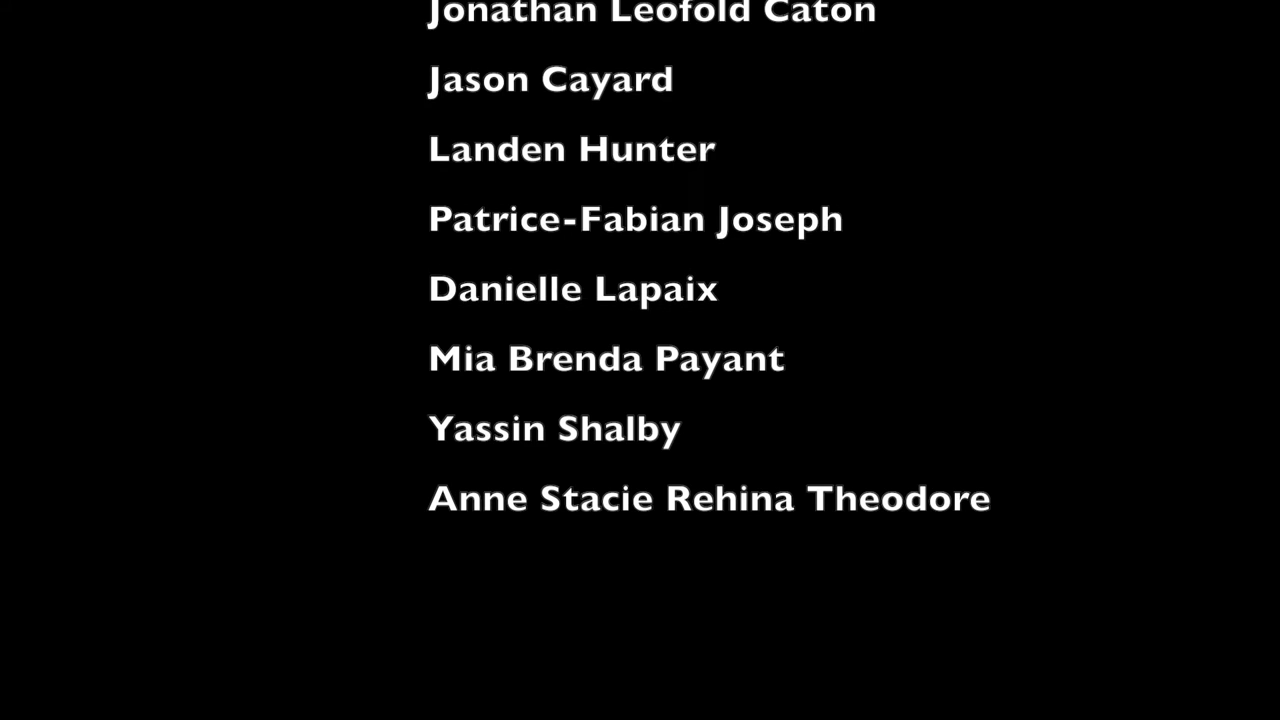 Jonathan Leofold Caton
Jason Cayard
Landen Hunter
Patrice-Fabian Joseph
Danielle Lapaix
Mia Brenda Payant
Yassin Shalby
Anne Stacie Rehina Theodore